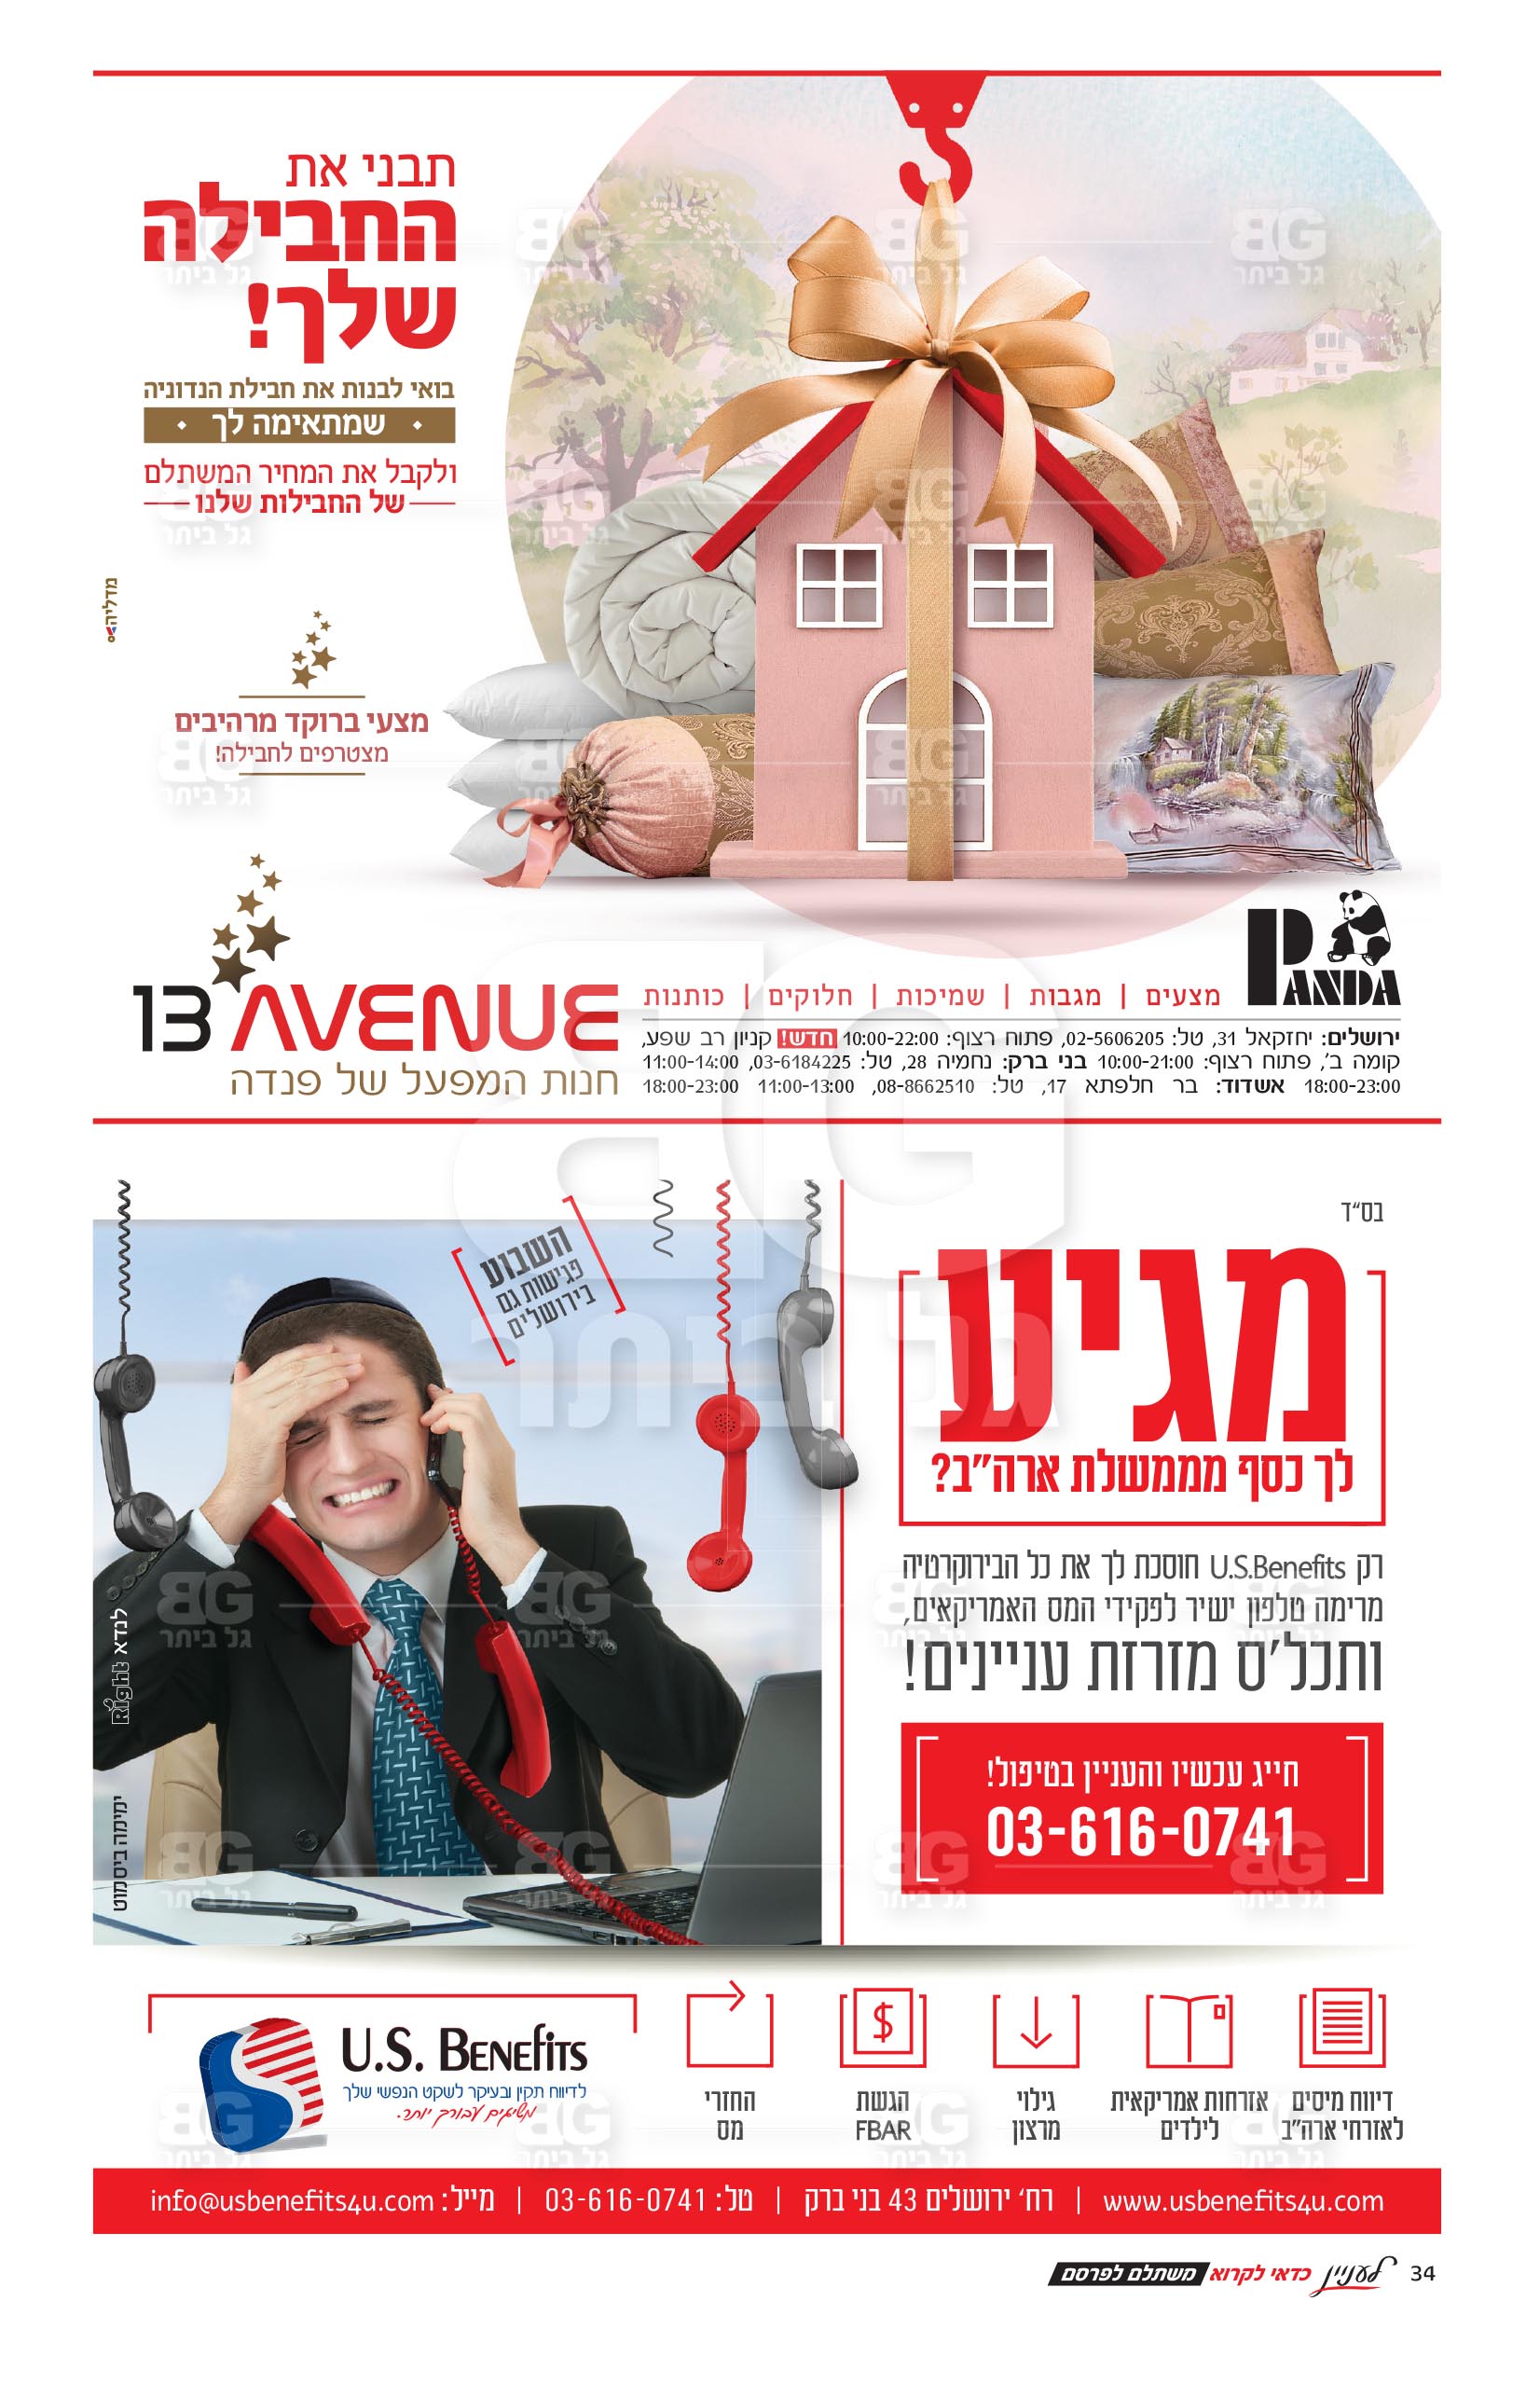 תבני את
החבילה
שלך!
בואי לבנות את חבילת הנדוניה
שמתאימה לך
ולקבל את המחיר המשתלם
של החבילות שלנו
מדליה
מצעי ברוקד מרהיבים
מצטרפים לחבילה!
13 AVENUE
חנות המפעל של פנדה
PANDA
מצעים | מגבות | שמיכות | חלוקים | כותנות
ירושלים: יחזקאל 31, טל: 02-5606205, פתוח רצוף: 10:00-22:00 חדש! קניון רב שפע,
קומה ב', פתוח רצוף: 10:00-21:00 בני ברק: נחמיה 28, טל: 03-6184225, 11:00-14:00
18:00-23:00 אשדוד: בר חלפתא 17, טל: 08-8662510, 11:00-13:00 18:00-23:00
בס"ד
מגיע
לך כסף מממשלת ארה"ב?
רק U.S.Benefits חוסכת לך את כל הבירוקרטיה
מרימה טלפון ישיר לפקידי המס האמריקאים,
ותכל'ס מזרזת עניינים!
חייג עכשיו והעניין בטיפול!
03-616-0741
השבוע
פגישות גם
בירושלים
לנדא Right
ימימה ביסמוט
דיווח מיסים
לאזרחי ארה"ב
אזרחות אמריקאית
לילדים
גילוי
מרצון
$
הגשת
FBAR
החזרי
מס
U.S. BENEFITS
לדיווח תקין ובעיקר לשקט הנפשי שלך
משיגים עבורך יותר.
www.usbenefits4u.com | רח' ירושלים 43 בני ברק | טל: 03-616-0741 | מייל: info@usbenefits4u.com
34 לעניין כדאי לקרוא משתלם לפרסם
BG
גל ביתר